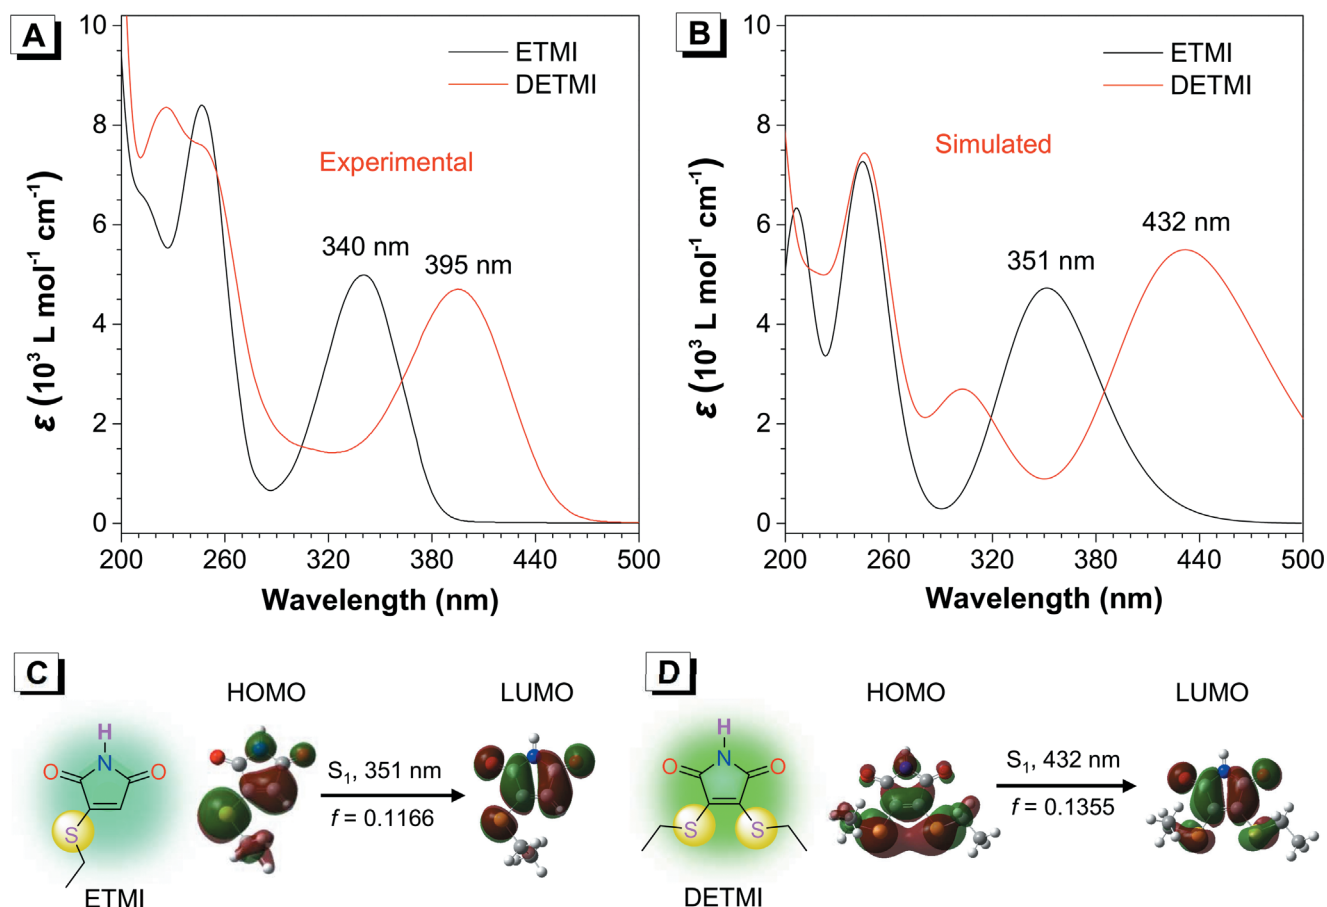 A
ETMI
DETMI
Experimental
340 nm
395 nm
10
8
6
4
2
0
ε (10³ L mol⁻¹ cm⁻¹)
200 260 320 380 440 500
Wavelength (nm)
B
ETMI
DETMI
Simulated
351 nm
432 nm
10
8
6
4
2
0
ε (10³ L mol⁻¹ cm⁻¹)
200 260 320 380 440 500
Wavelength (nm)
C
HOMO
LUMO
H
N
O O
S
S₁, 351 nm
f = 0.1166
ETMI
D
HOMO
LUMO
H
N
O O
S S
S₁, 432 nm
f = 0.1355
DETMI